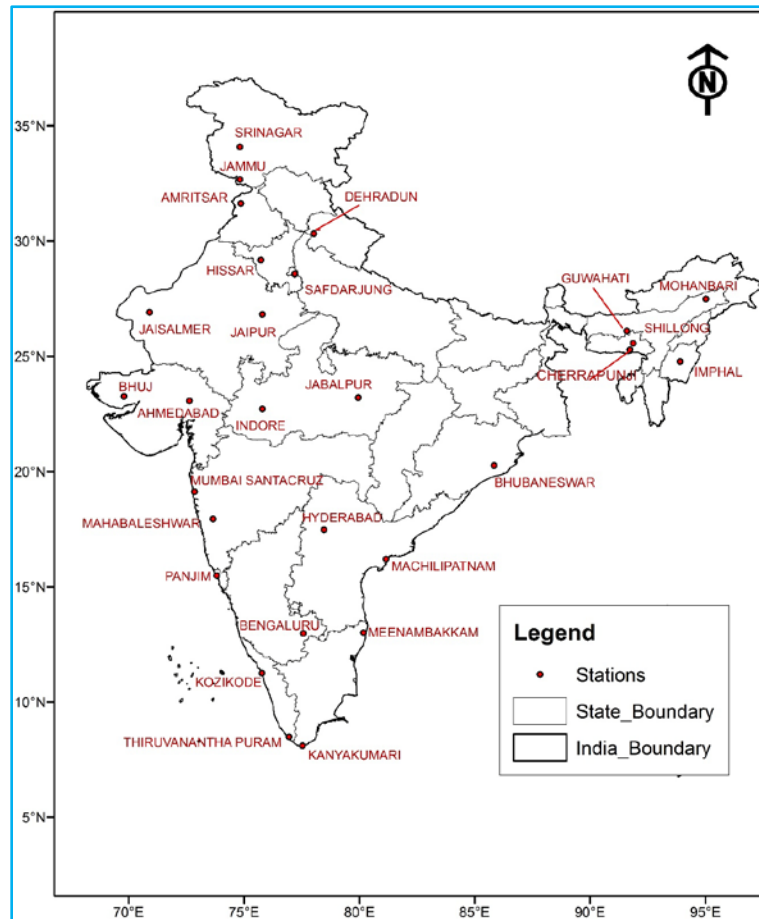 N
35°N
30°N
25°N
20°N
15°N
10°N
5°N
SRINAGAR
JAMMU
AMRITSAR
DEHRADUN
HISSAR
SAFDARJUNG
GUWAHATI
MOHANBARI
JAISALMER
JAIPUR
SHILLONG
CHERRAPUNJI
IMPHAL
BHUJ
JABALPUR
AHMEDABAD
INDORE
MUMBAI SANTACRUZ
BHUBANESWAR
MAHABALESHWAR
HYDERABAD
MACHILIPATNAM
PANJIM
BENGALURU
MEENAMBAKKAM
KOZIKODE
THIRUVANANTHA PURAM
KANYAKUMARI
Legend
Stations
State_Boundary
India_Boundary
70°E
75°E
80°E
85°E
90°E
95°E